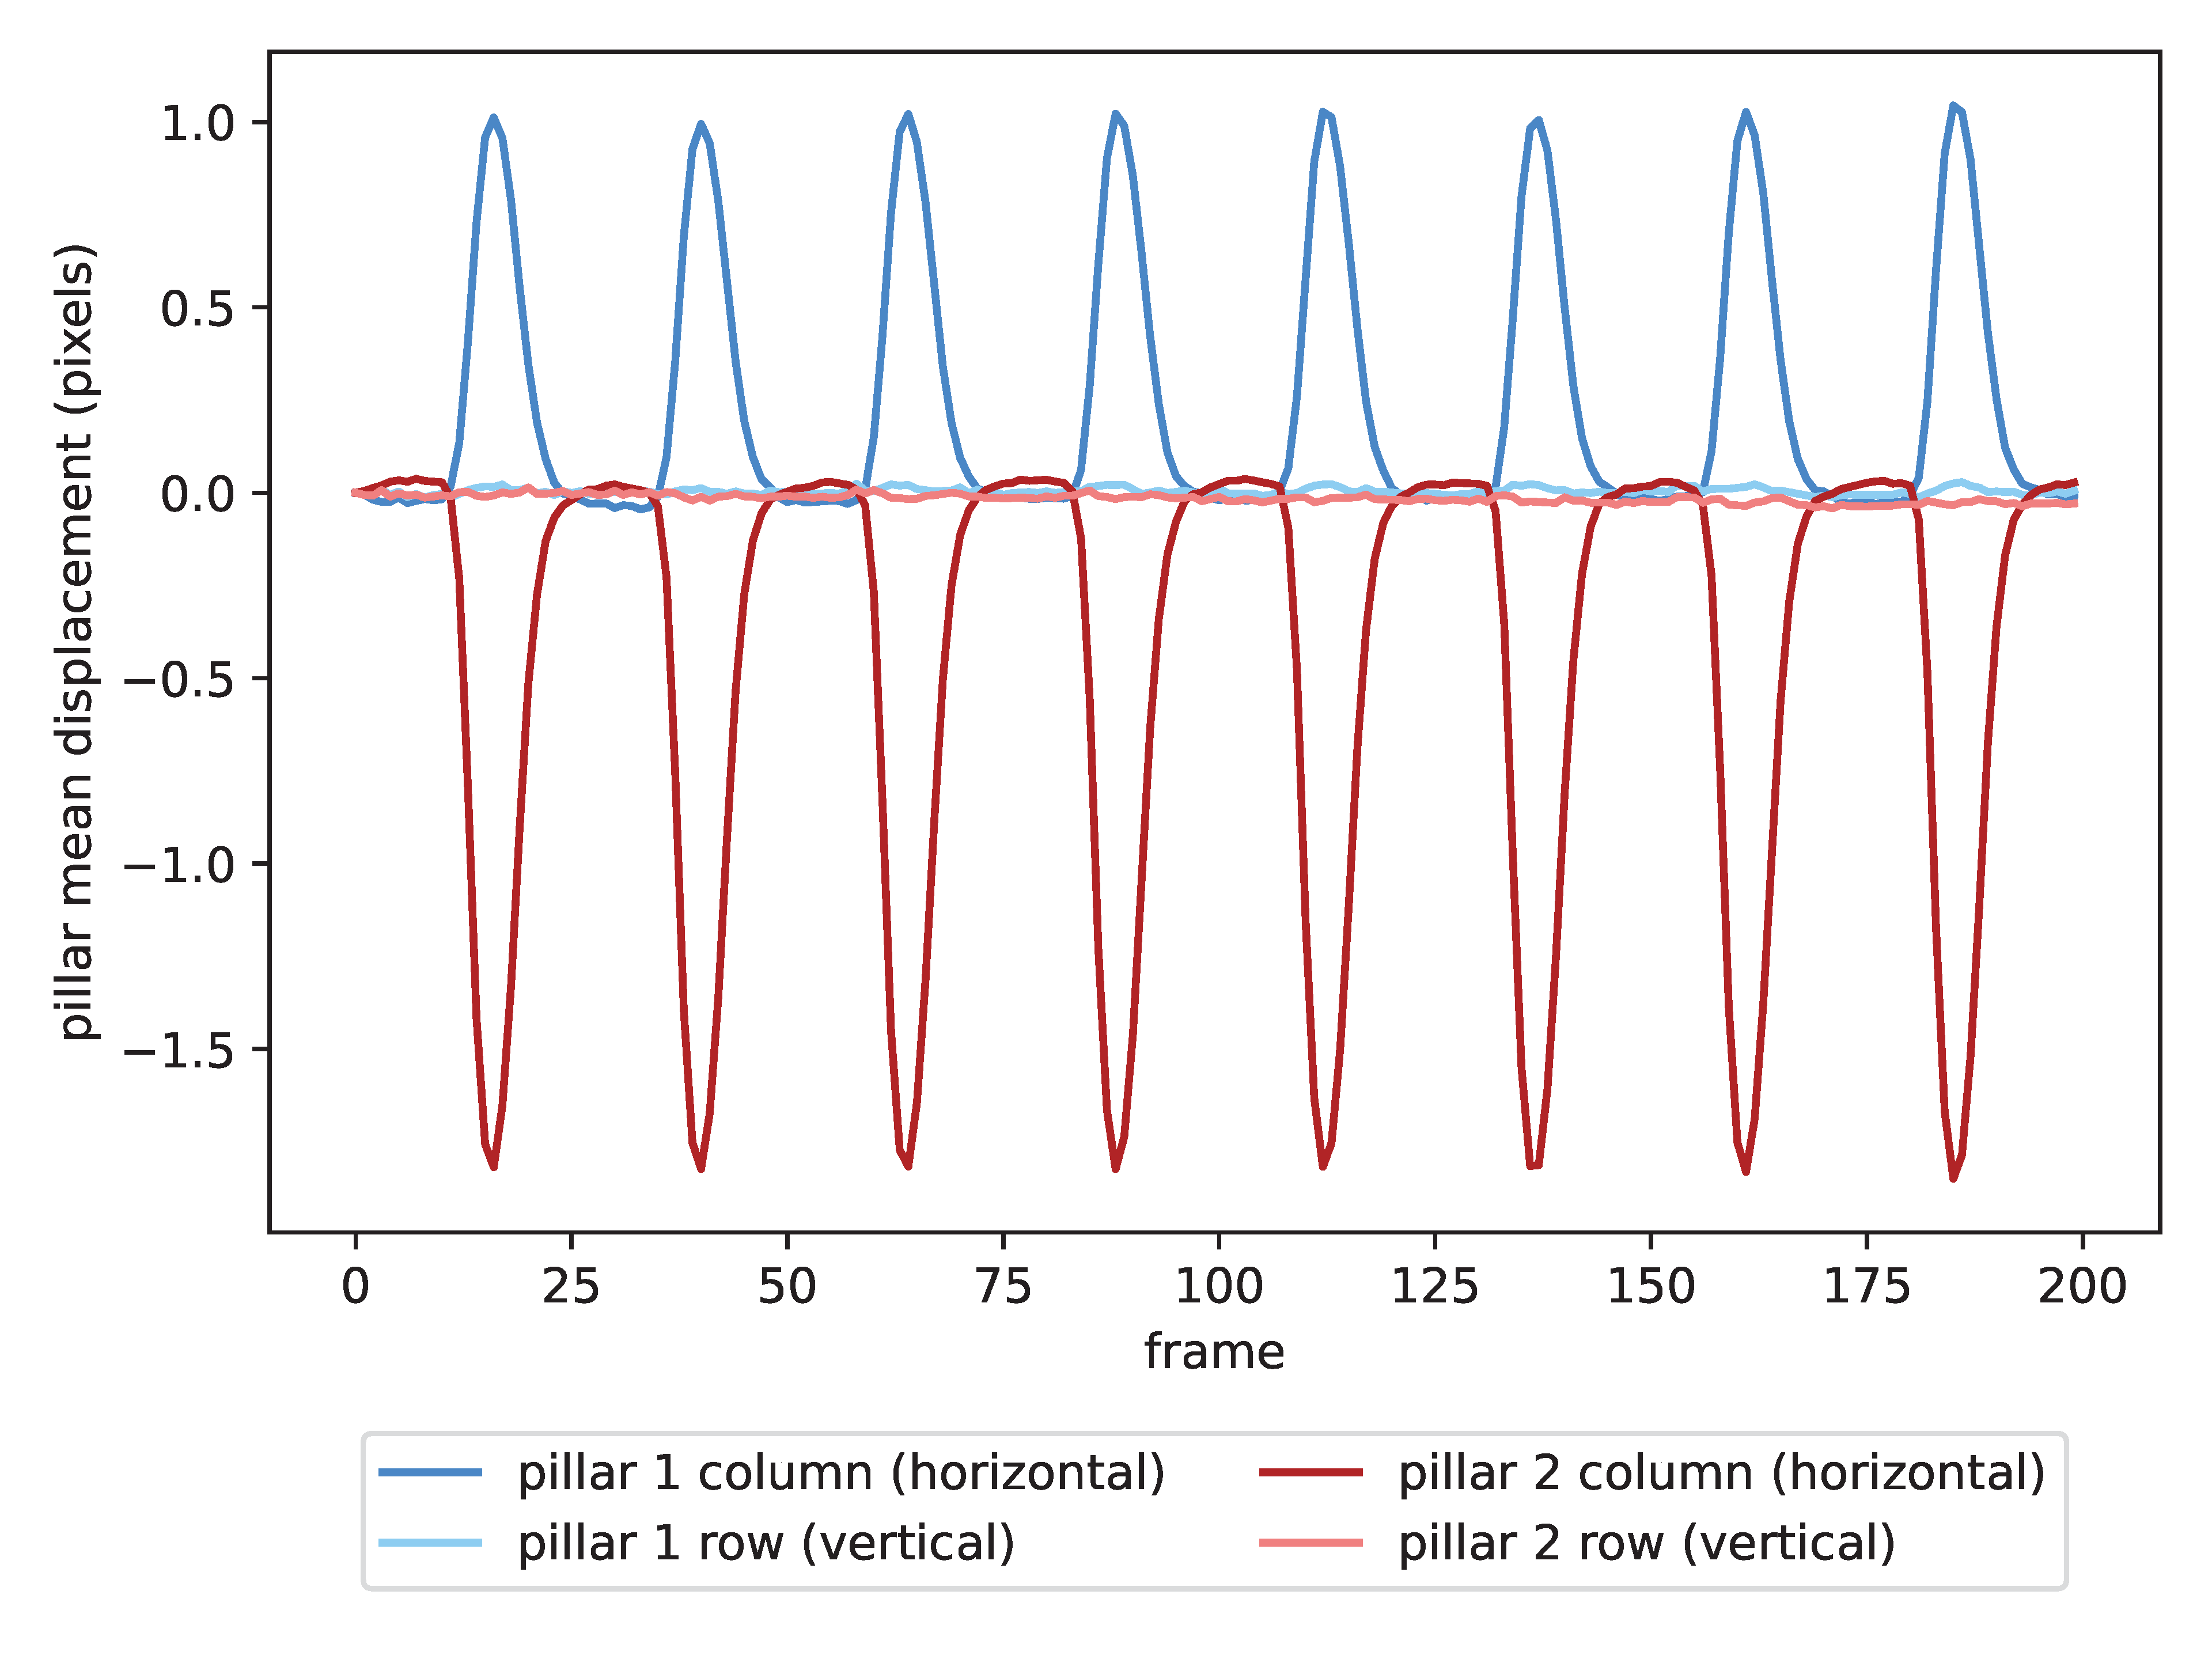 pillar mean displacement (pixels)
1.0
0.5
0.0
−0.5
−1.0
−1.5
0 25 50 75 100 125 150 175 200
frame
pillar 1 column (horizontal) pillar 2 column (horizontal)
pillar 1 row (vertical) pillar 2 row (vertical)